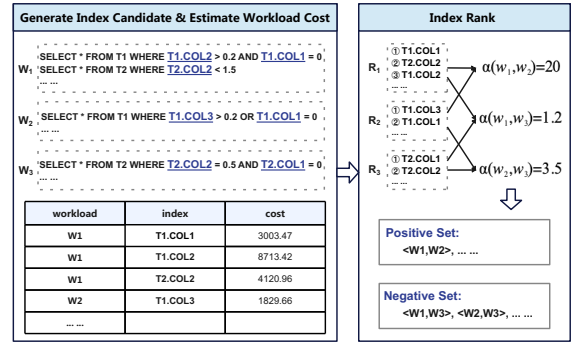 Generate Index Candidate & Estimate Workload Cost
W1
SELECT * FROM T1 WHERE T1.COL2 > 0.2 AND T1.COL1 = 0
SELECT * FROM T2 WHERE T2.COL2 < 1.5
... ...
W2
SELECT * FROM T1 WHERE T1.COL3 > 0.2 OR T1.COL1 = 0
... ...
W3
SELECT * FROM T2 WHERE T2.COL2 = 0.5 AND T2.COL1 = 0
... ...
workload index cost
W1 T1.COL1 3003.47
W1 T1.COL2 8713.42
W1 T2.COL2 4120.96
W2 T1.COL3 1829.66
... ...
Index Rank
R1
① T1.COL1
② T2.COL2
③ T1.COL2
... ...
R2
① T1.COL3
② T1.COL1
... ...
R3
① T2.COL1
② T2.COL2
... ...
α(w1,w2)=20
α(w1,w3)=1.2
α(w2,w3)=3.5
Positive Set:
<W1,W2>, ... ...
Negative Set:
<W1,W3>, <W2,W3>, ... ...